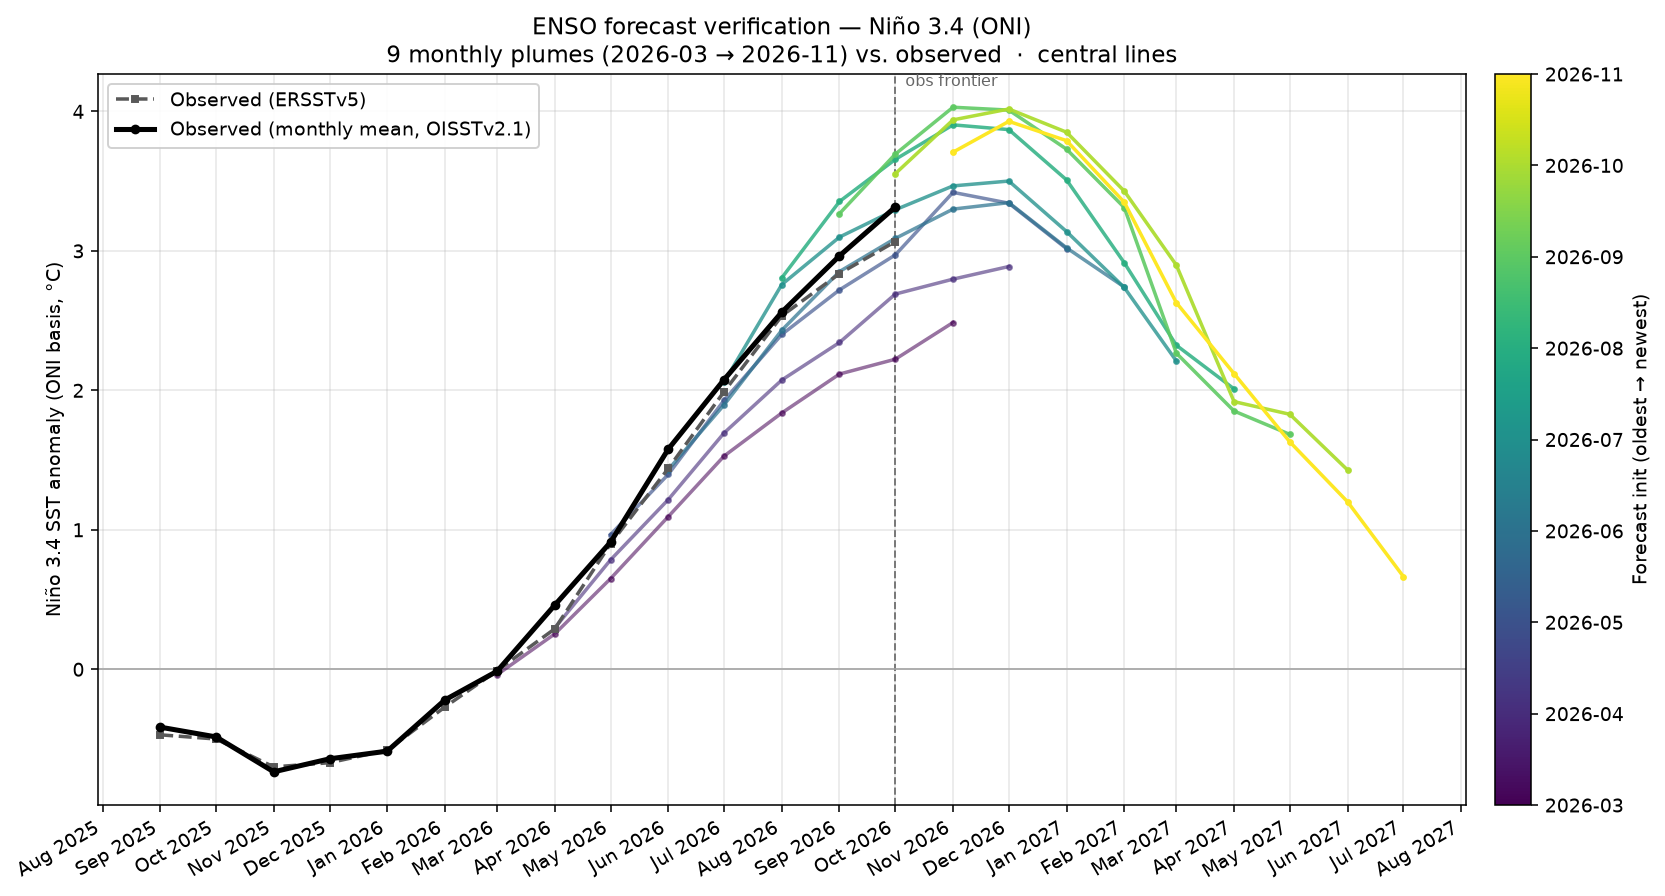 ENSO forecast verification — Niño 3.4 (ONI)
9 monthly plumes (2026-03 → 2026-11) vs. observed · central lines
obs frontier
Observed (ERSSTv5)
Observed (monthly mean, OISSTv2.1)
Niño 3.4 SST anomaly (ONI basis, °C)
4
3
2
1
0
Aug 2025
Sep 2025
Oct 2025
Nov 2025
Dec 2025
Jan 2026
Feb 2026
Mar 2026
Apr 2026
May 2026
Jun 2026
Jul 2026
Aug 2026
Sep 2026
Oct 2026
Nov 2026
Dec 2026
Jan 2027
Feb 2027
Mar 2027
Apr 2027
May 2027
Jun 2027
Jul 2027
Aug 2027
2026-11
2026-10
2026-09
2026-08
2026-07
2026-06
2026-05
2026-04
2026-03
Forecast init (oldest → newest)